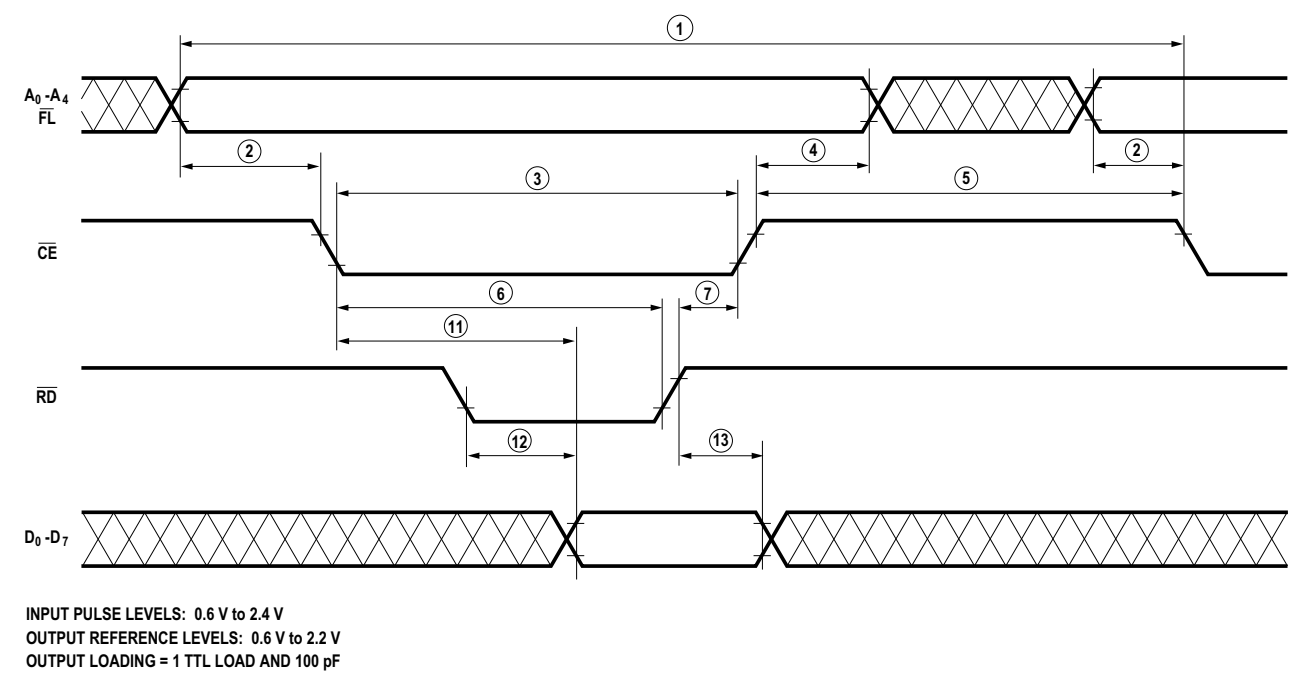 1
A0 -A4
FL
2
4
2
3
5
CE
6
7
11
RD
12
13
D0 -D7
INPUT PULSE LEVELS: 0.6 V to 2.4 V
OUTPUT REFERENCE LEVELS: 0.6 V to 2.2 V
OUTPUT LOADING = 1 TTL LOAD AND 100 pF